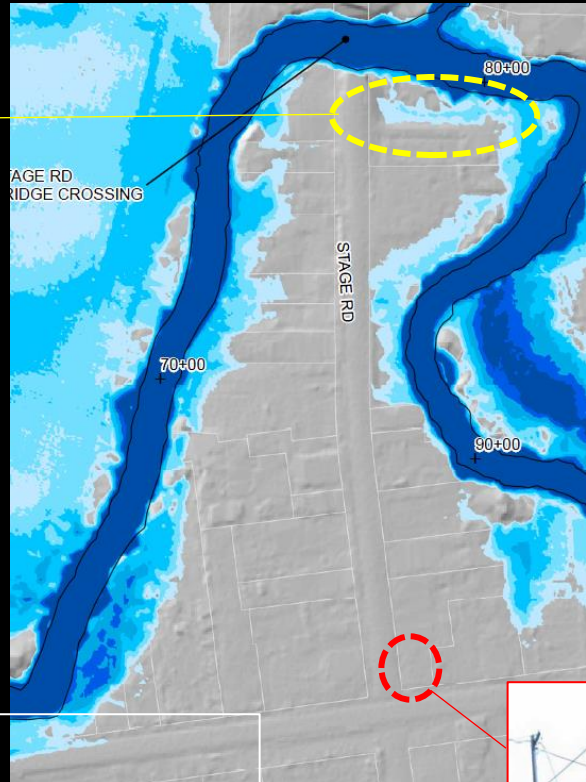 80+00
TAGE RD
RIDGE CROSSING
STAGE RD
70+00
90+00